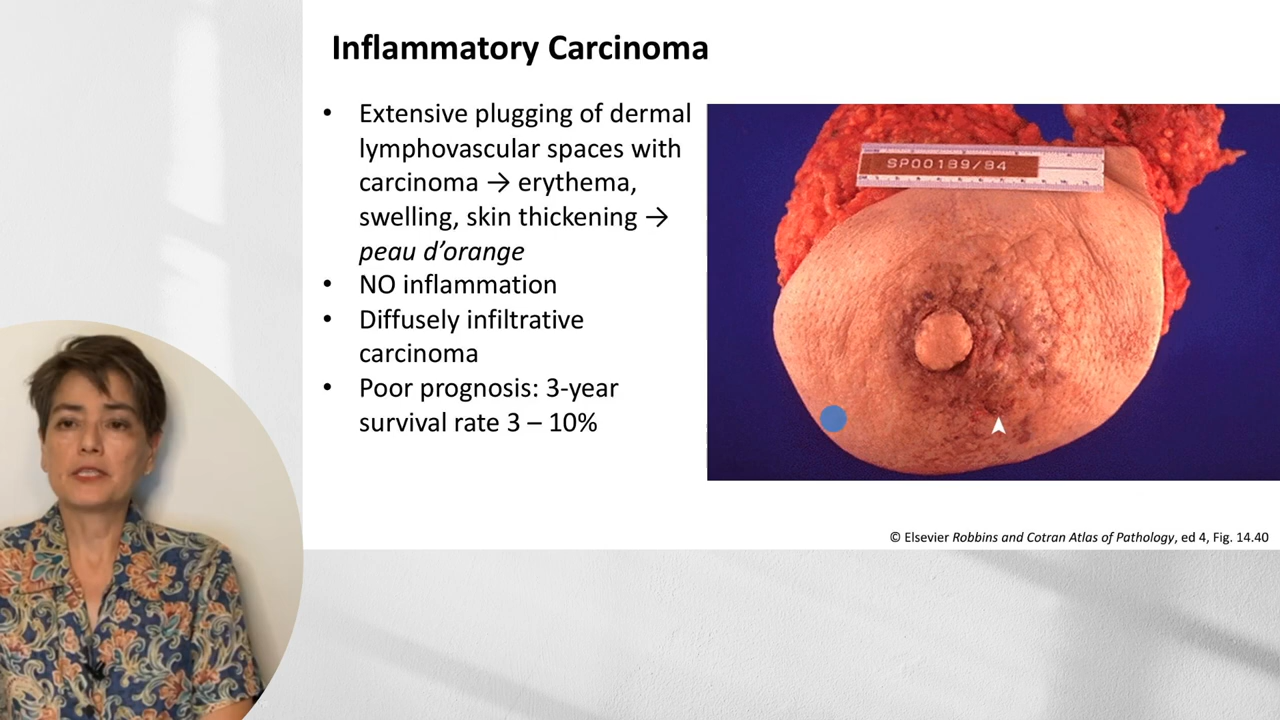 Inflammatory Carcinoma
• Extensive plugging of dermal
lymphovascular spaces with
carcinoma → erythema,
swelling, skin thickening →
peau d’orange
• NO inflammation
• Diffusely infiltrative
carcinoma
• Poor prognosis: 3-year
survival rate 3 – 10%
SP00189/84
© Elsevier Robbins and Cotran Atlas of Pathology, ed 4, Fig. 14.40